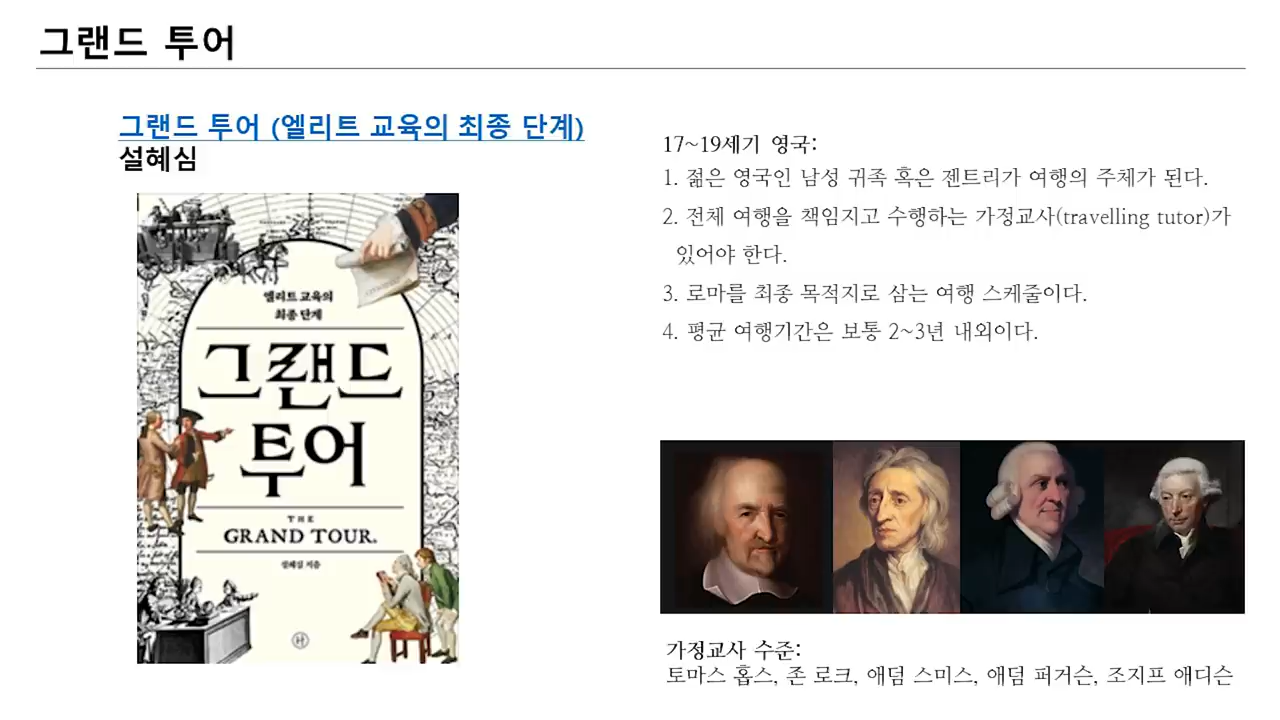 그랜드 투어
그랜드 투어 (엘리트 교육의 최종 단계)
설혜심
엘리트 교육의
최종 단계
그랜드
투어
THE
GRAND TOUR.
설혜심 지음
17~19세기 영국:
1. 젊은 영국인 남성 귀족 혹은 젠트리가 여행의 주체가 된다.
2. 전체 여행을 책임지고 수행하는 가정교사(travelling tutor)가
있어야 한다.
3. 로마를 최종 목적지로 삼는 여행 스케줄이다.
4. 평균 여행기간은 보통 2~3년 내외이다.
가정교사 수준:
토마스 홉스, 존 로크, 애덤 스미스, 애덤 퍼거슨, 조지프 애디슨